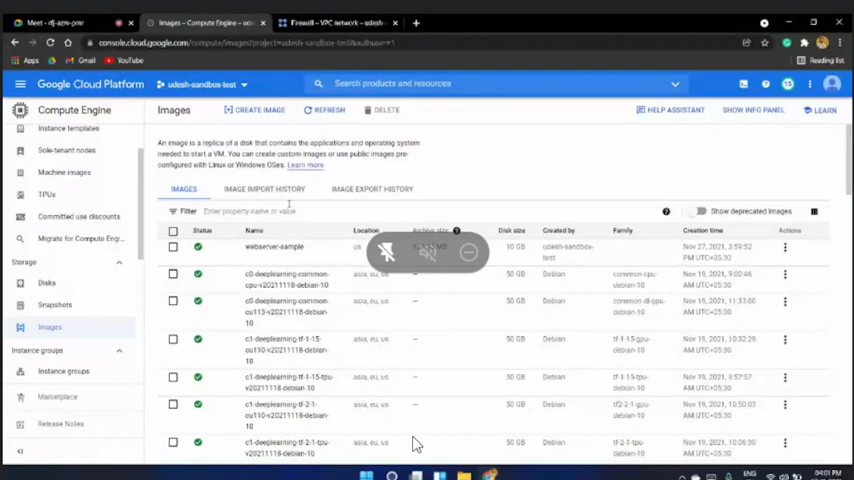 Meet - rfj-azrv-pmr
Images – Compute Engine – ude
Firewall – VPC network – udesh-s
console.cloud.google.com/compute/images?project=udesh-sandbox-test&authuser=1
Apps
Gmail
YouTube
Reading list
Google Cloud Platform
udesh-sandbox-test
Search products and resources
Compute Engine
Images
CREATE IMAGE
REFRESH
DELETE
HELP ASSISTANT
SHOW INFO PANEL
LEARN
Instance templates
Sole-tenant nodes
Machine images
TPUs
Committed use discounts
Migrate for Compute Engi...
Storage
Disks
Snapshots
Images
Instance groups
Instance groups
Marketplace
Release Notes
An image is a replica of a disk that contains the applications and operating system
needed to start a VM. You can create custom images or use public images pre-
configured with Linux or Windows OSes. Learn more
IMAGES
IMAGE IMPORT HISTORY
IMAGE EXPORT HISTORY
Filter
Enter property name or value
Show deprecated images
Status Name Location Archive size Disk size Created by Family Creation time Actions
webserver-sample us MB 10 GB udesh-sandbox- Nov 27, 2021, 3:59:52
test PM UTC+05:30
c0-deeplearning-common- asia, eu, us — 50 GB Debian common-cpu- Nov 19, 2021, 9:00:46
cpu-v20211118-debian-10 debian-10 AM UTC+05:30
c0-deeplearning-common- asia, eu, us — 50 GB Debian common-dl-gpu- Nov 19, 2021, 11:33:00
cu113-v20211118-debian- debian-10 AM UTC+05:30
10
c1-deeplearning-tf-1-15- asia, eu, us — 50 GB Debian tf-1-15-gpu- Nov 19, 2021, 10:32:29
cu110-v20211118-debian- debian-10 AM UTC+05:30
10
c1-deeplearning-tf-1-15-tpu- asia, eu, us — 50 GB Debian tf-1-15-tpu- Nov 19, 2021, 9:57:57
v20211118-debian-10 debian-10 AM UTC+05:30
c1-deeplearning-tf-2-1- asia, eu, us — 50 GB Debian tf2-2-1-gpu- Nov 19, 2021, 10:50:03
cu110-v20211118-debian- debian-10 AM UTC+05:30
10
c1-deeplearning-tf-2-1-tpu- asia, eu, us — 50 GB Debian tf-2-1-tpu- Nov 19, 2021, 10:06:30
v20211118-debian-10 debian-10 AM UTC+05:30
ENG
04:01 PM